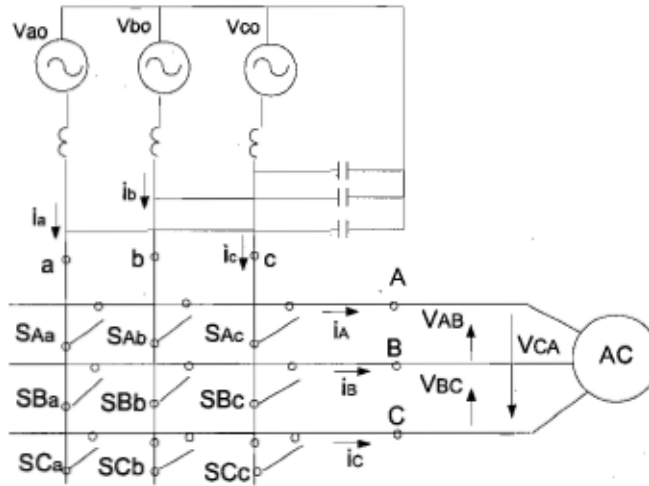 Vao Vbo Vco
ib
ia
ic
a b c
A
SAa SAb SAc iA VAB
VCA AC
B
SBa SBb SBc iB VBC
C
SCa SCb SCc iC